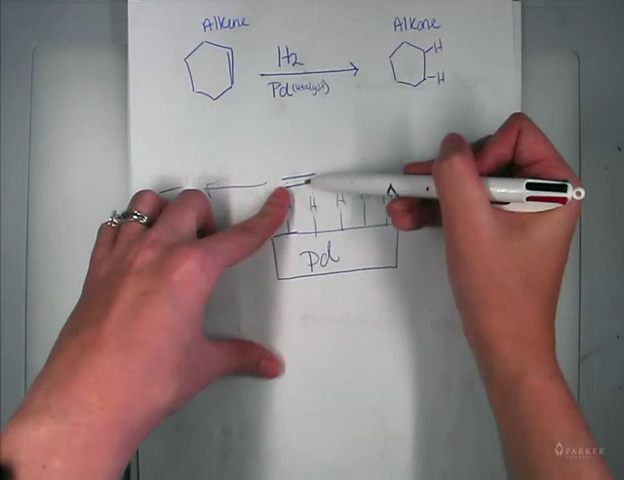 Alkene
Alkane
H₂
Pd (catalyst)
H
H
H H
Pd
PARKER